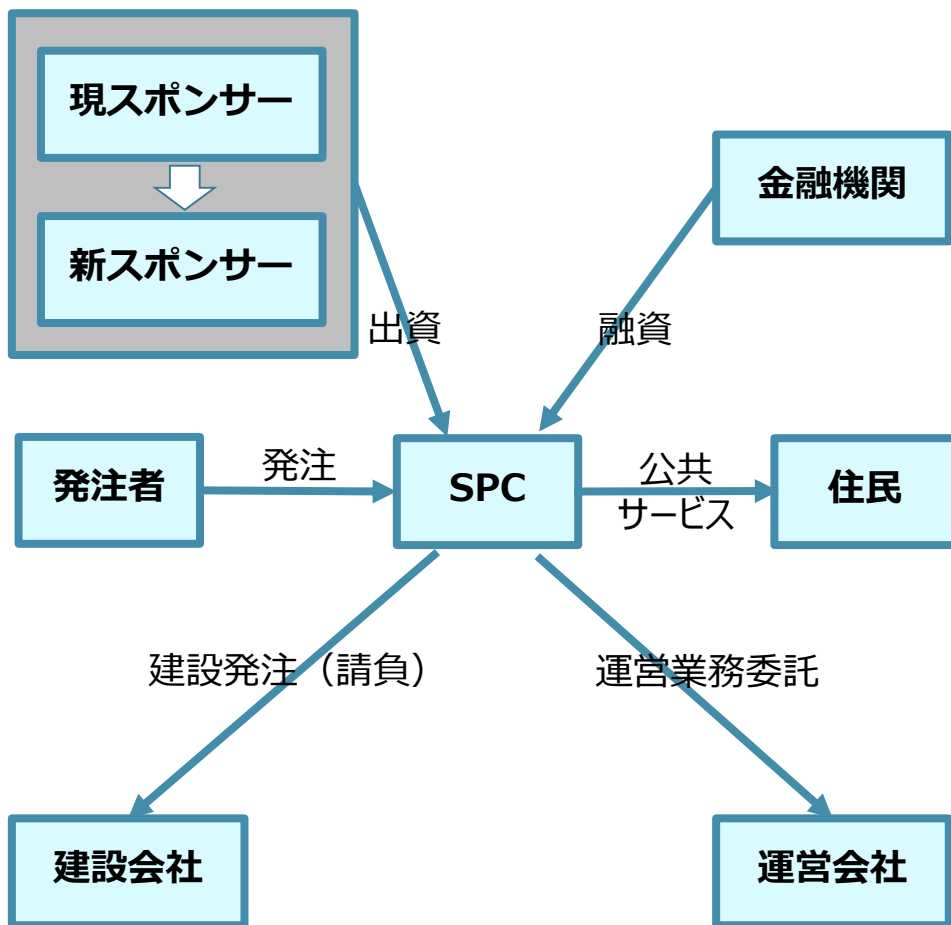 現スポンサー
新スポンサー
金融機関
出資
融資
発注者
発注
SPC
公共
サービス
住民
建設発注（請負）
運営業務委託
建設会社
運営会社